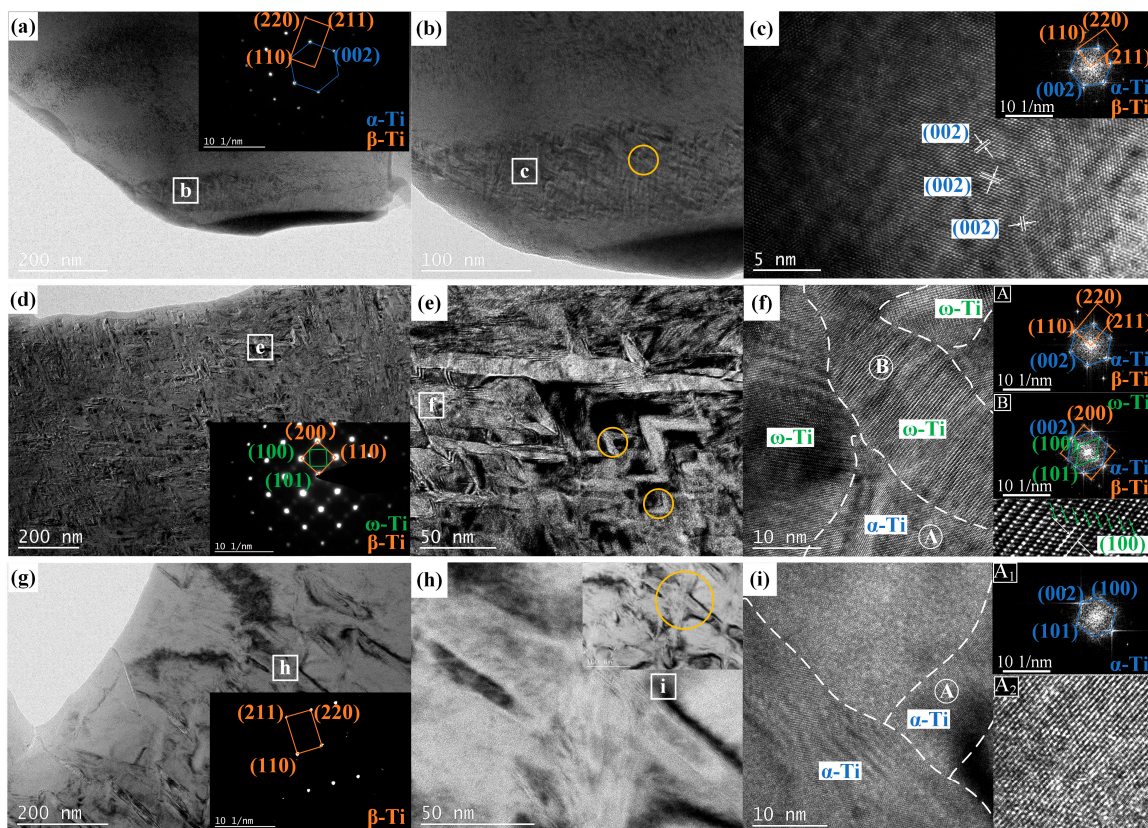 (a)
(220)
(211)
(110)
(002)
α-Ti
β-Ti
10 1/nm
b
200 nm
(b)
c
100 nm
(c)
(220)
(110)
(211)
(002)
α-Ti
10 1/nm
β-Ti
(002)
(002)
(002)
5 nm
(d)
e
(200)
(100)
(110)
(101)
ω-Ti
β-Ti
10 1/nm
200 nm
(e)
f
50 nm
(f)
ω-Ti
B
ω-Ti
ω-Ti
α-Ti
A
10 nm
A
(220)
(110)
(211)
(002)
α-Ti
10 1/nm
β-Ti
B
ω-Ti
(200)
(002)
(100)
(101)
α-Ti
10 1/nm
β-Ti
(100)
(g)
h
(211)
(220)
(110)
β-Ti
10 1/nm
200 nm
(h)
i
50 nm
(i)
A
α-Ti
α-Ti
10 nm
A1
(002)
(100)
(101)
10 1/nm
α-Ti
A2